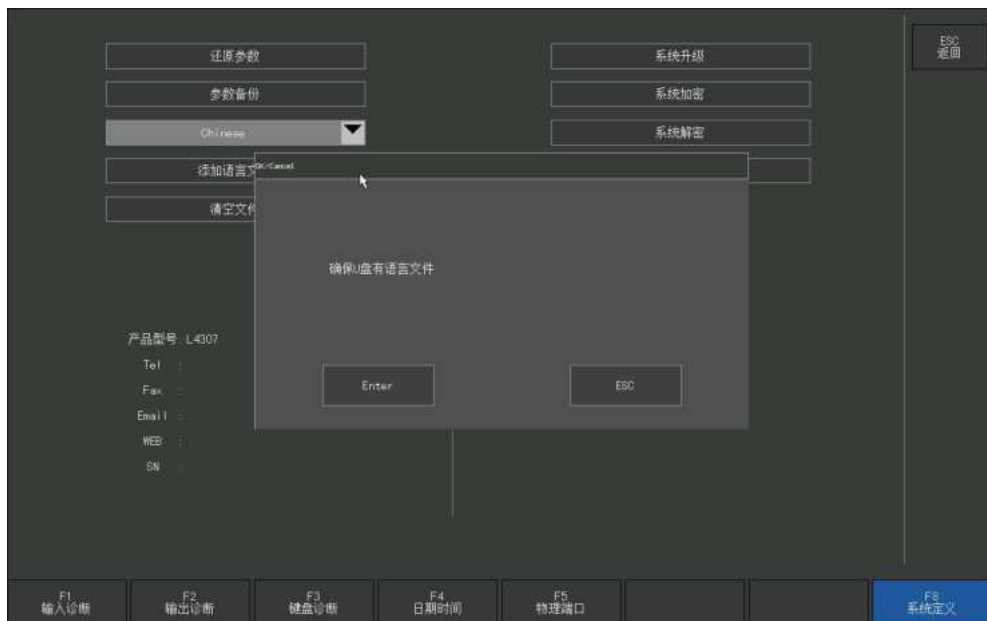 还原参数
系统升级
ESC
返回
参数备份
系统加密
Chinese
系统解密
添加语言文
OK/Cancel
清空文件
确保U盘有语言文件
产品型号: L4307
Tel :
Enter
ESC
Fax :
Email :
WEB :
SN :
F1
输入诊断
F2
输出诊断
F3
键盘诊断
F4
日期时间
F5
物理端口
F8
系统定义